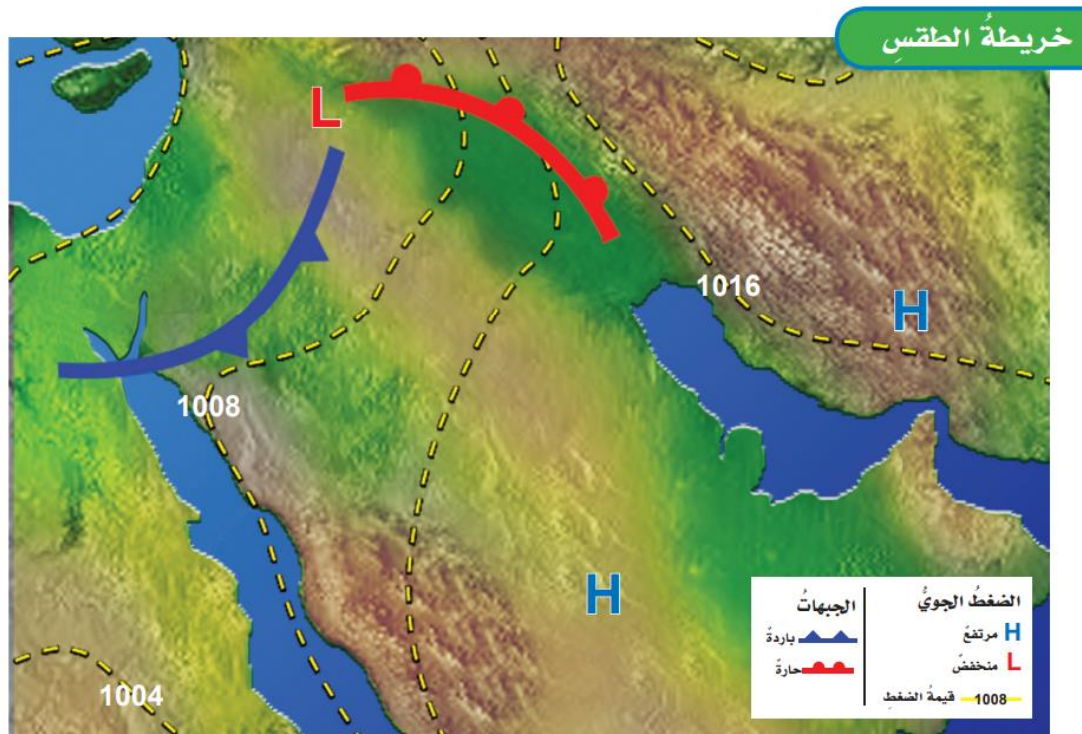 خريطةُ الطقسِ
L
1016
H
1008
H
1004
الضغطُ الجويُّ
H مرتفعٌ
L منخفضٌ
1008 قيمةُ الضغطِ
الجبهاتُ
باردةٌ
حارةٌ